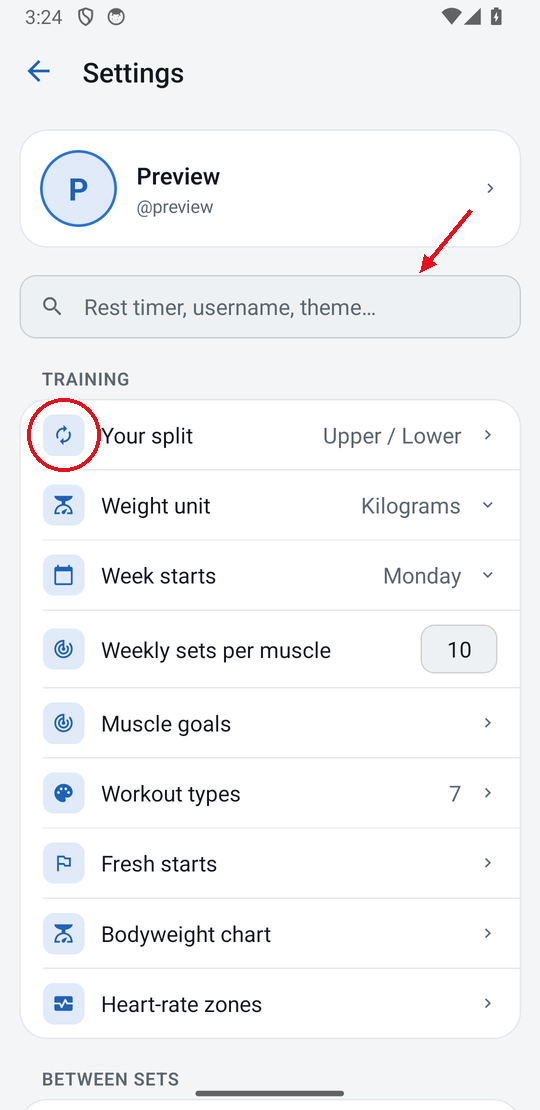 3:24
Settings
P
Preview
@preview
Rest timer, username, theme...
TRAINING
Your split Upper / Lower
Weight unit Kilograms
Week starts Monday
Weekly sets per muscle 10
Muscle goals
Workout types 7
Fresh starts
Bodyweight chart
Heart-rate zones
BETWEEN SETS